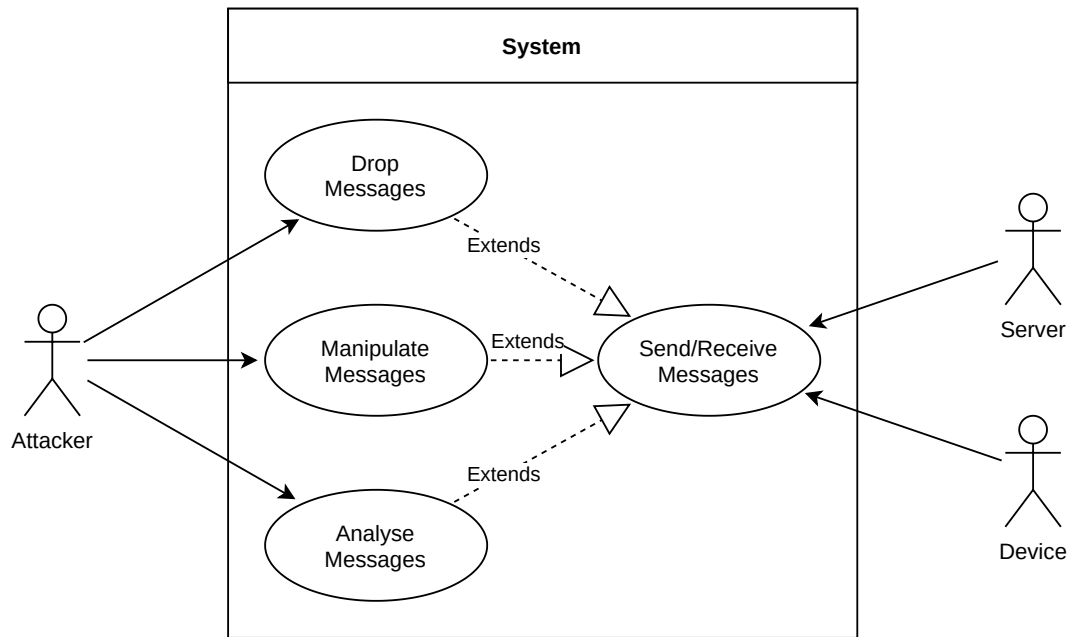 System
Drop
Messages
Extends
Manipulate
Messages
Extends
Send/Receive
Messages
Extends
Analyse
Messages
Attacker
Server
Device